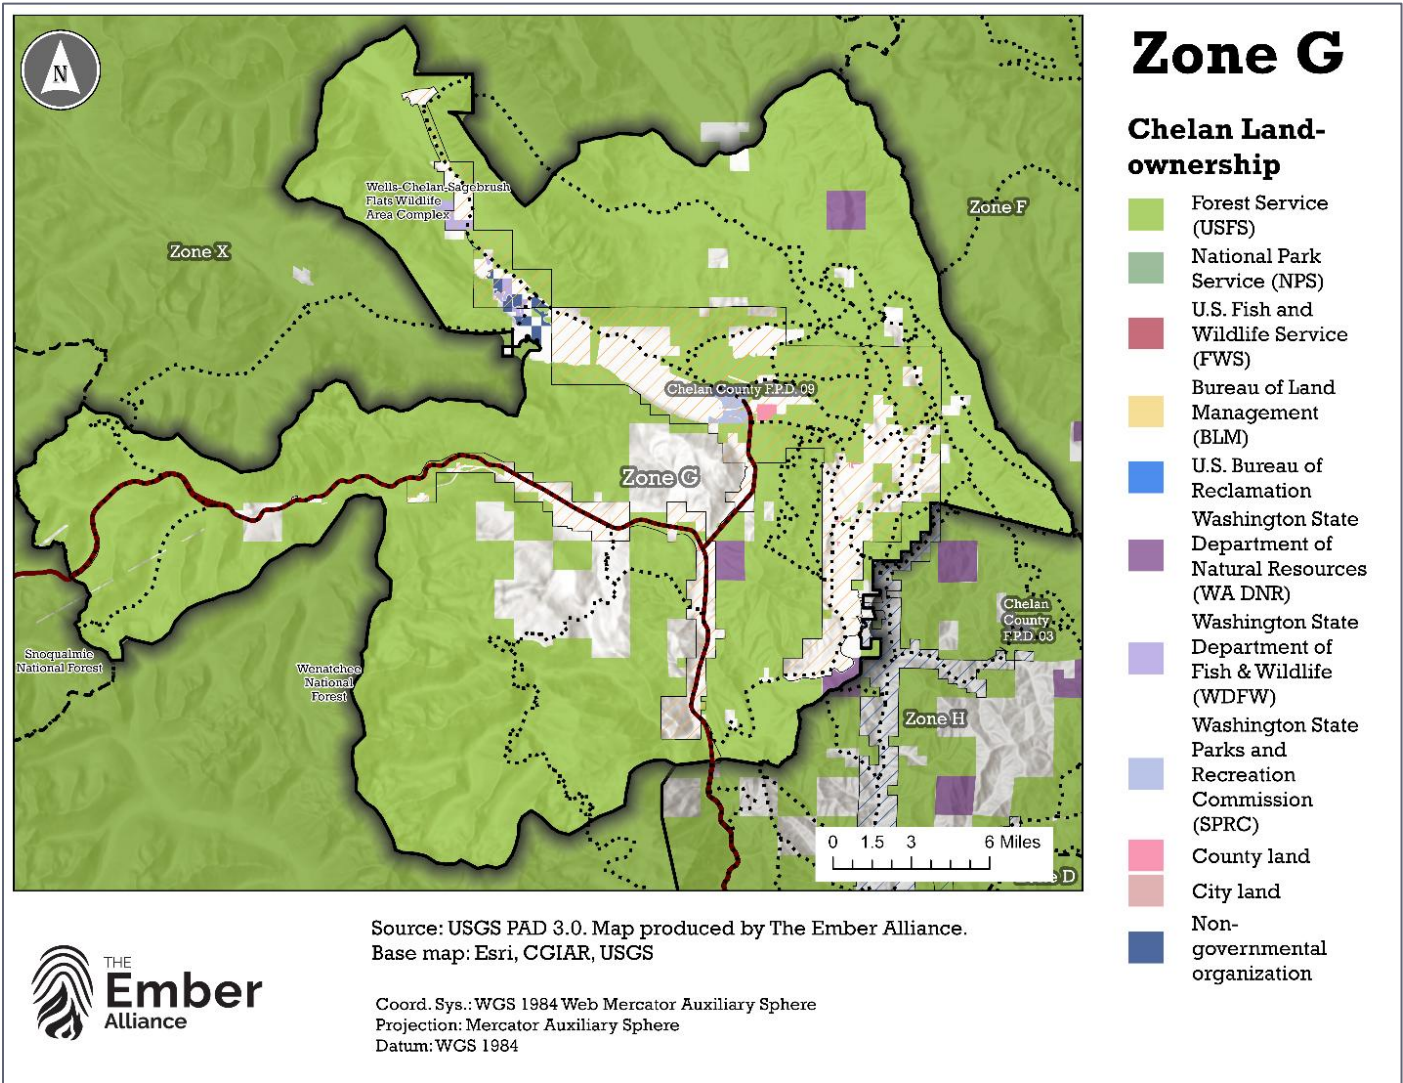 Zone G
Chelan Land-
ownership
Forest Service
(USFS)
National Park
Service (NPS)
U.S. Fish and
Wildlife Service
(FWS)
Bureau of Land
Management
(BLM)
U.S. Bureau of
Reclamation
Washington State
Department of
Natural Resources
(WA DNR)
Washington State
Department of
Fish & Wildlife
(WDFW)
Washington State
Parks and
Recreation
Commission
(SPRC)
County land
City land
Non-
governmental
organization
N
Wells-Chelan-Sagebrush
Flats Wildlife
Area Complex
Zone F
Zone X
Chelan County F.P.D. 09
Zone G
Chelan
County
F.P.D. 03
Snoqualmie
National Forest
Wenatchee
National
Forest
Zone H
0 1.5 3 6 Miles
D
Source: USGS PAD 3.0. Map produced by The Ember Alliance.
Base map: Esri, CGIAR, USGS
Coord. Sys.: WGS 1984 Web Mercator Auxiliary Sphere
Projection: Mercator Auxiliary Sphere
Datum: WGS 1984
THE
Ember
Alliance